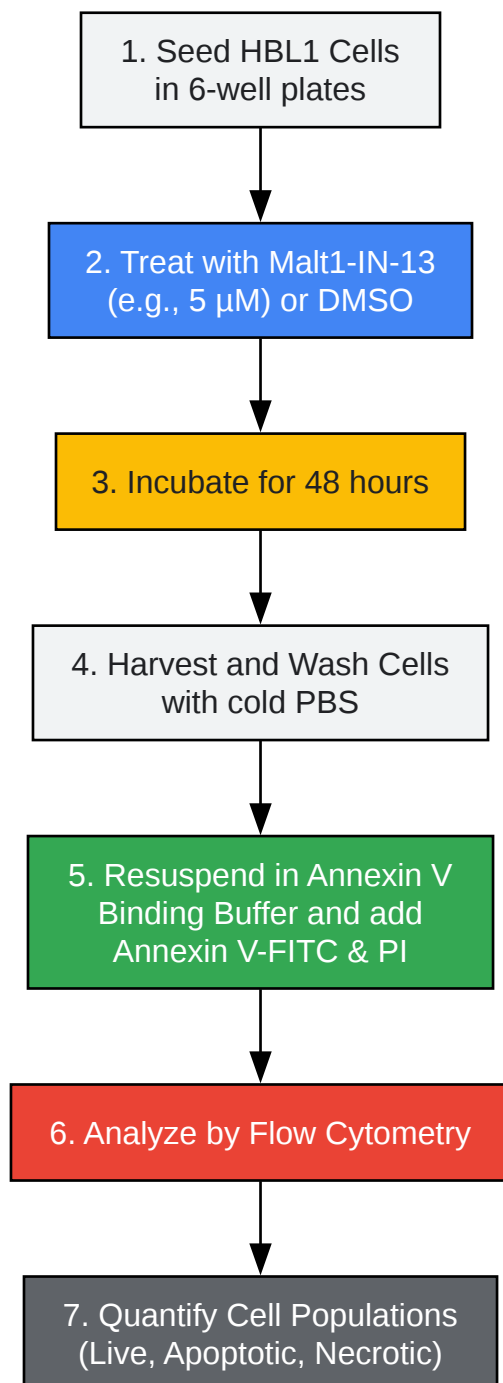 1. Seed HBL1 Cells
in 6-well plates
2. Treat with Malt1-IN-13
(e.g., 5 µM) or DMSO
3. Incubate for 48 hours
4. Harvest and Wash Cells
with cold PBS
5. Resuspend in Annexin V
Binding Buffer and add
Annexin V-FITC & PI
6. Analyze by Flow Cytometry
7. Quantify Cell Populations
(Live, Apoptotic, Necrotic)